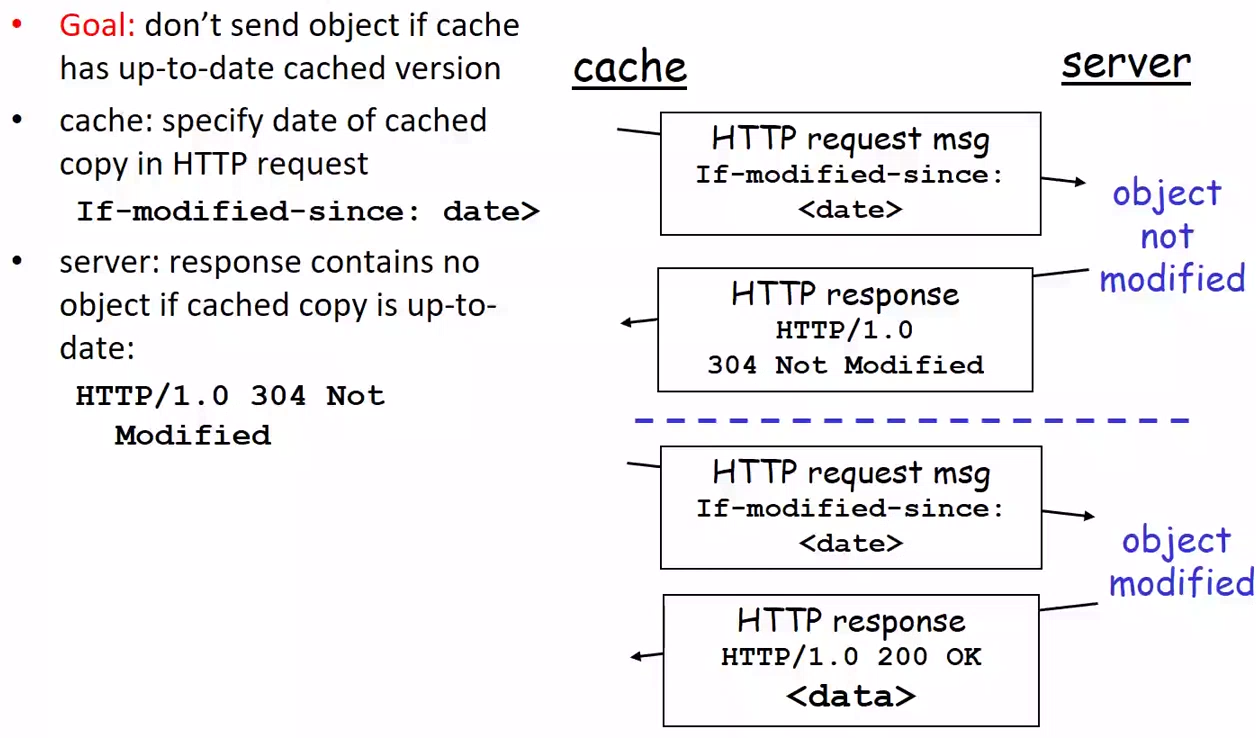 • Goal: don’t send object if cache
has up-to-date cached version
• cache: specify date of cached
copy in HTTP request
If-modified-since: date>
• server: response contains no
object if cached copy is up-to-
date:
HTTP/1.0 304 Not
Modified
cache
server
HTTP request msg
If-modified-since:
<date>
object
not
modified
HTTP response
HTTP/1.0
304 Not Modified
HTTP request msg
If-modified-since:
<date>
object
modified
HTTP response
HTTP/1.0 200 OK
<data>